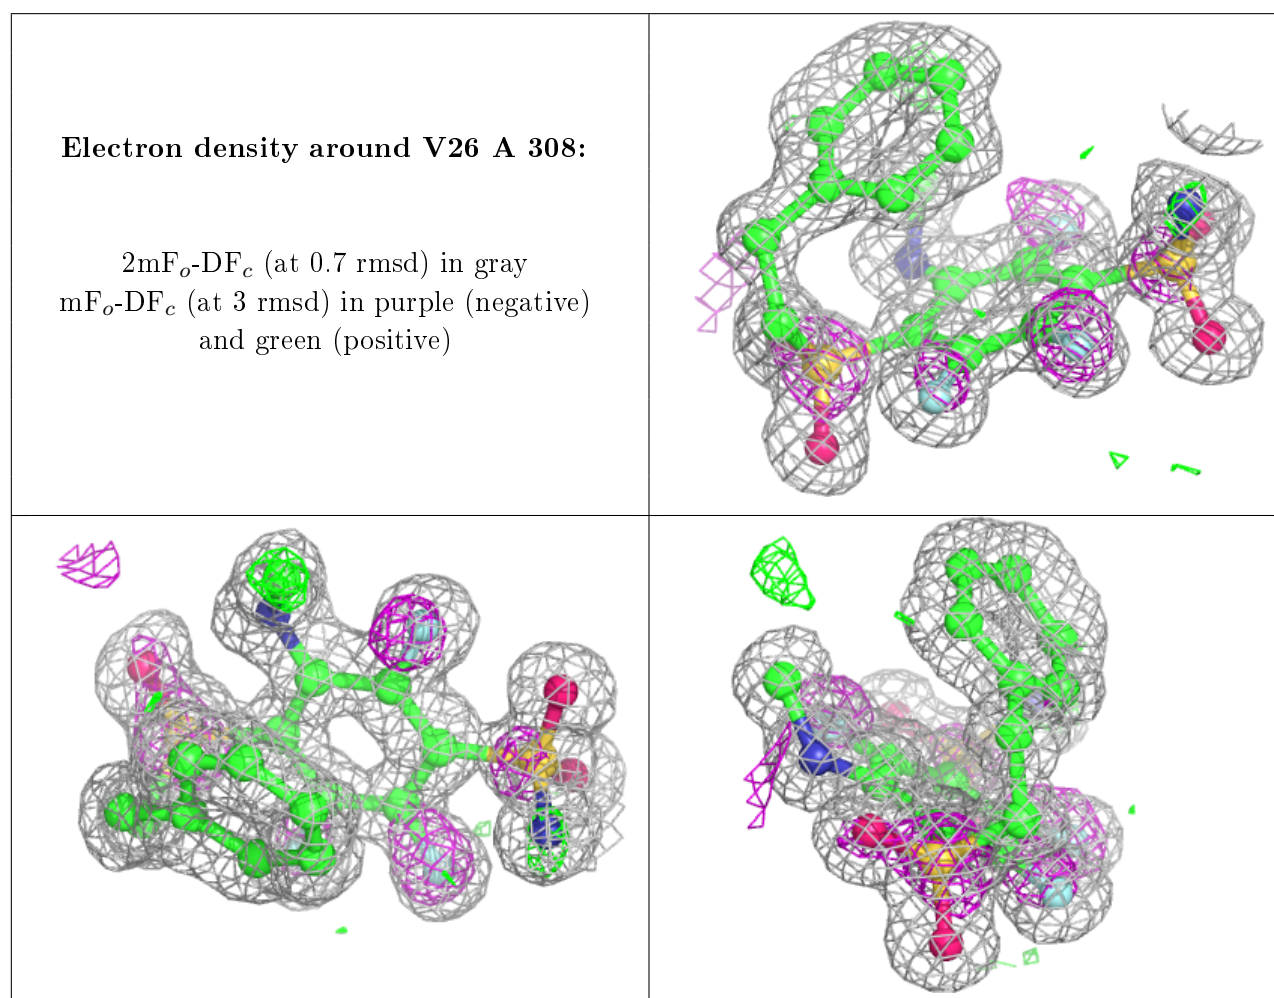 Electron density around V26 A 308:
2mFo-DFc (at 0.7 rmsd) in gray
mFo-DFc (at 3 rmsd) in purple (negative)
and green (positive)